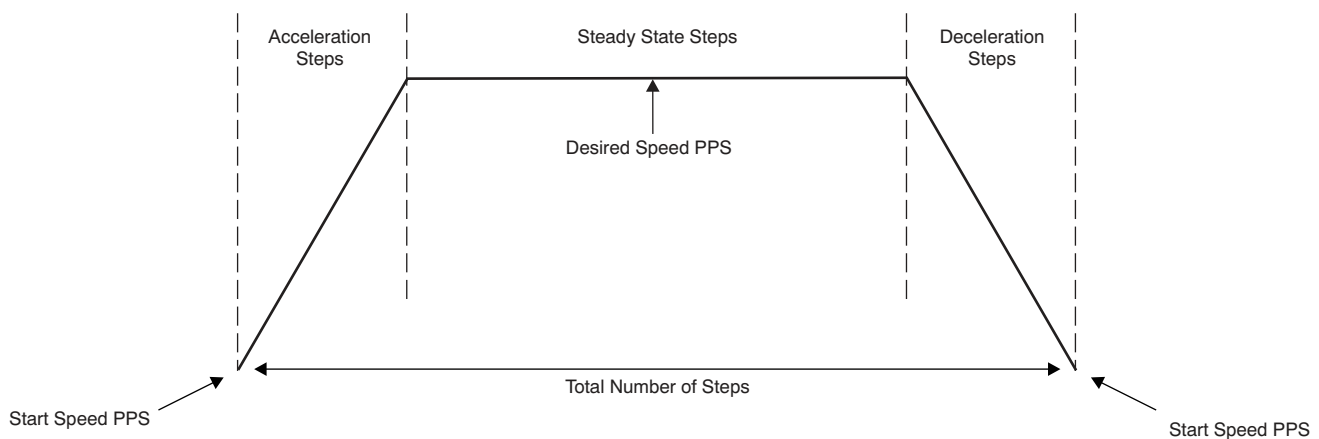 Acceleration
Steps
Steady State Steps
Deceleration
Steps
Desired Speed PPS
Total Number of Steps
Start Speed PPS
Start Speed PPS